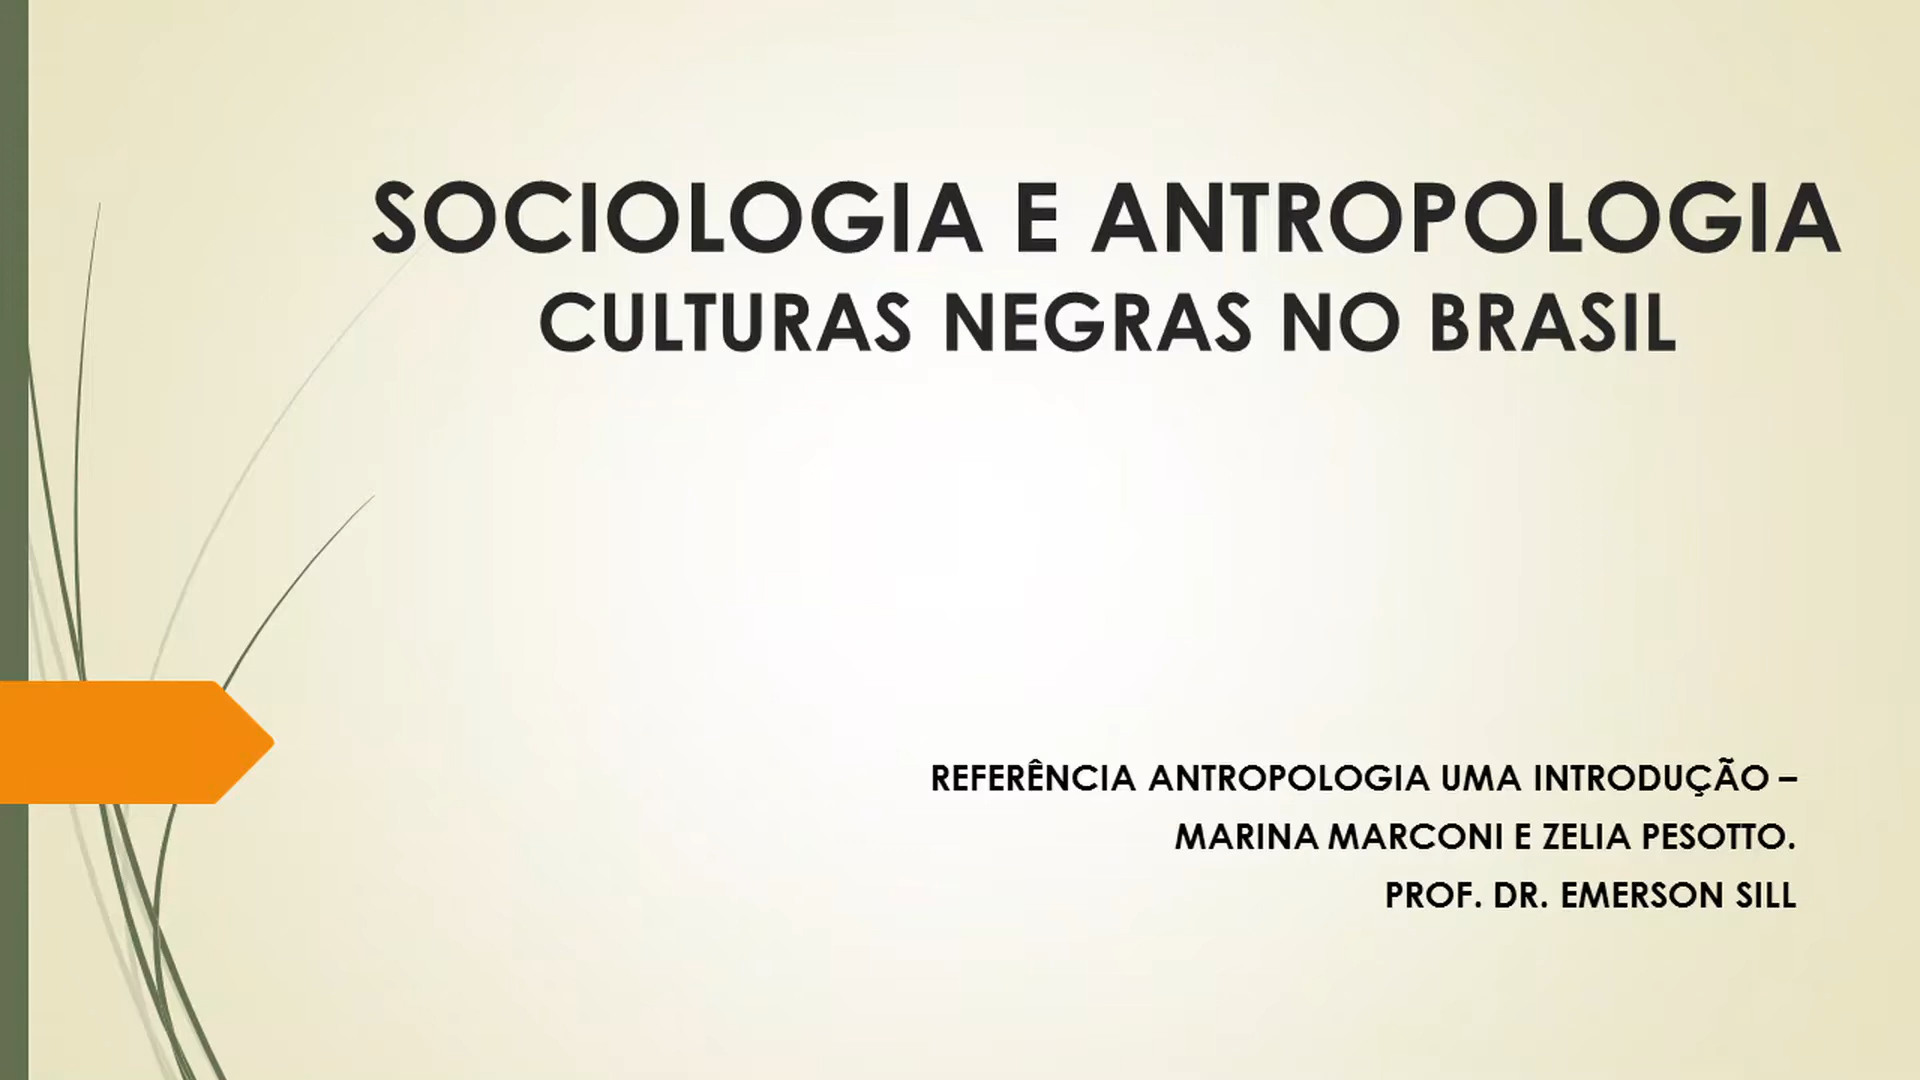 SOCIOLOGIA E ANTROPOLOGIA
CULTURAS NEGRAS NO BRASIL
REFERÊNCIA ANTROPOLOGIA UMA INTRODUÇÃO –
MARINA MARCONI E ZELIA PESOTTO.
PROF. DR. EMERSON SILL